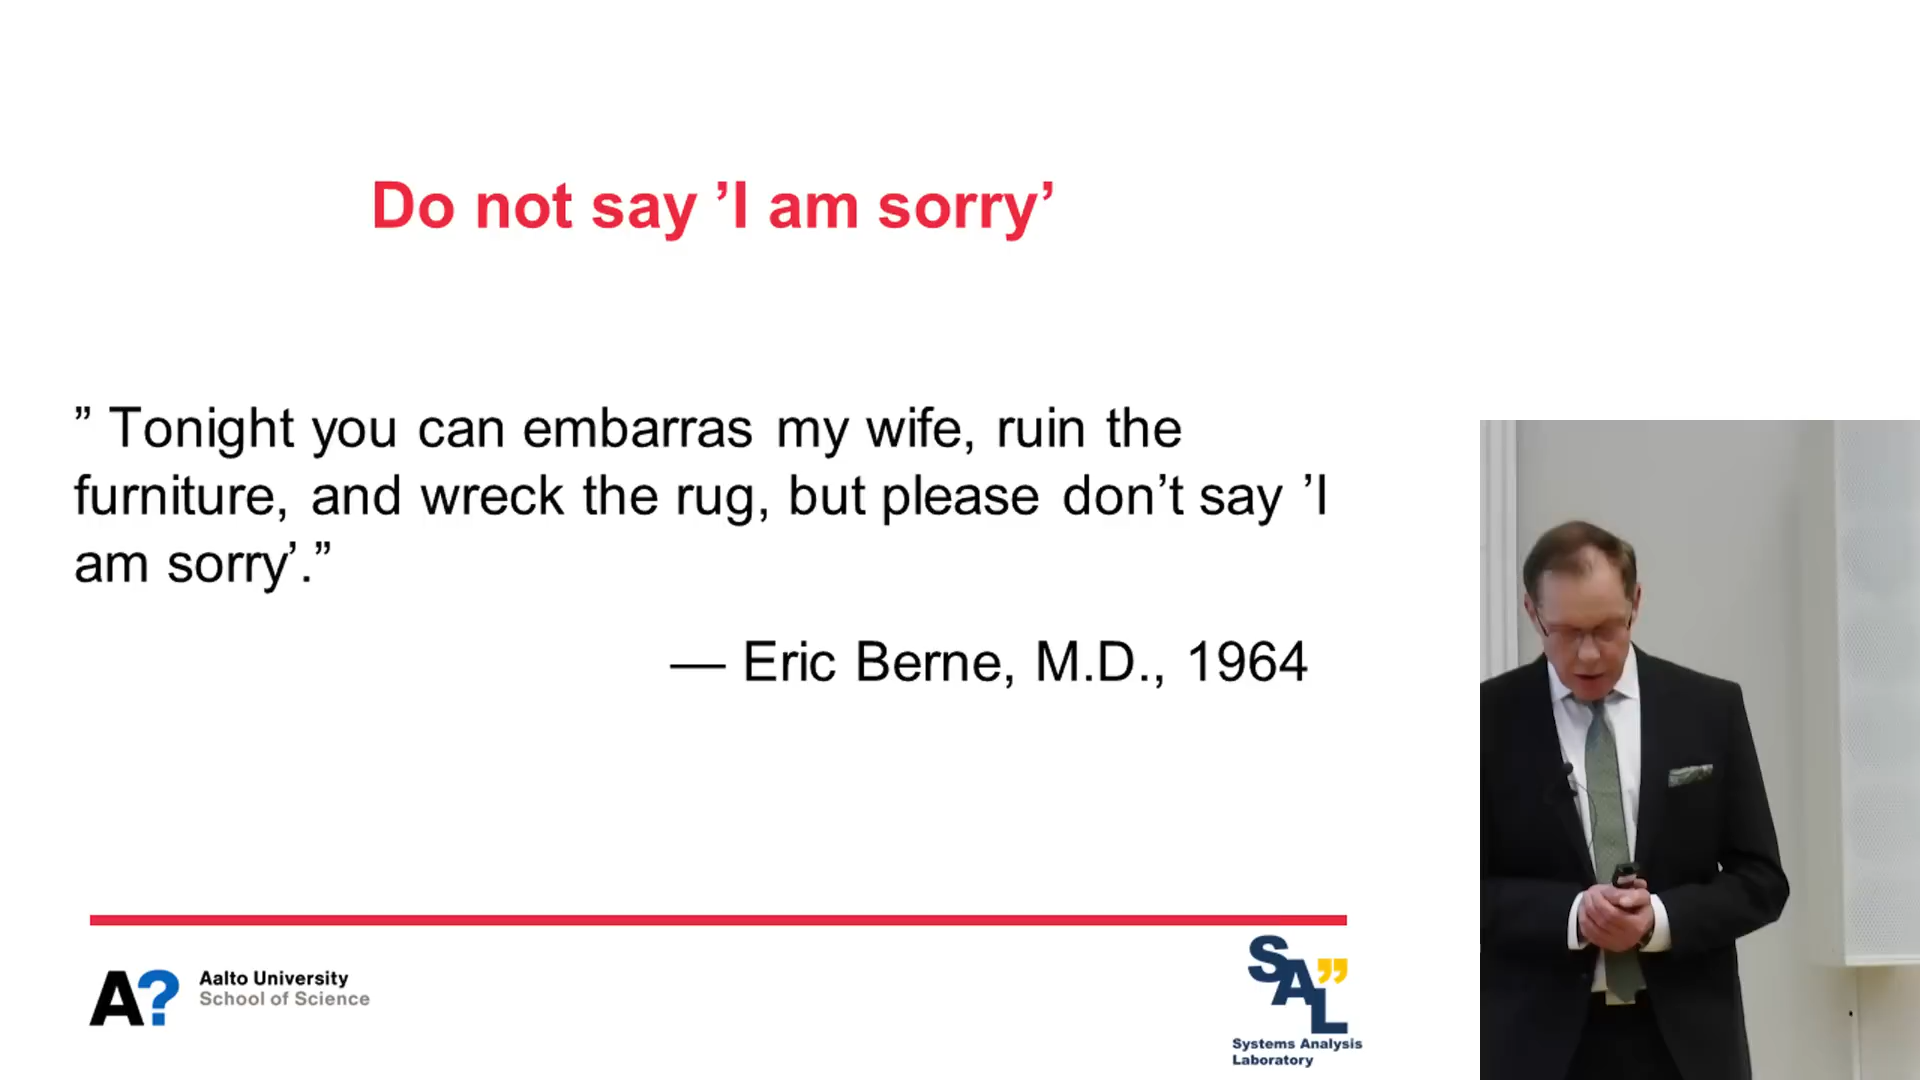 Do not say ’I am sorry’
” Tonight you can embarras my wife, ruin the
furniture, and wreck the rug, but please don’t say ’I
am sorry’.”
— Eric Berne, M.D., 1964
A?
Aalto University
School of Science
SAL”
Systems Analysis
Laboratory